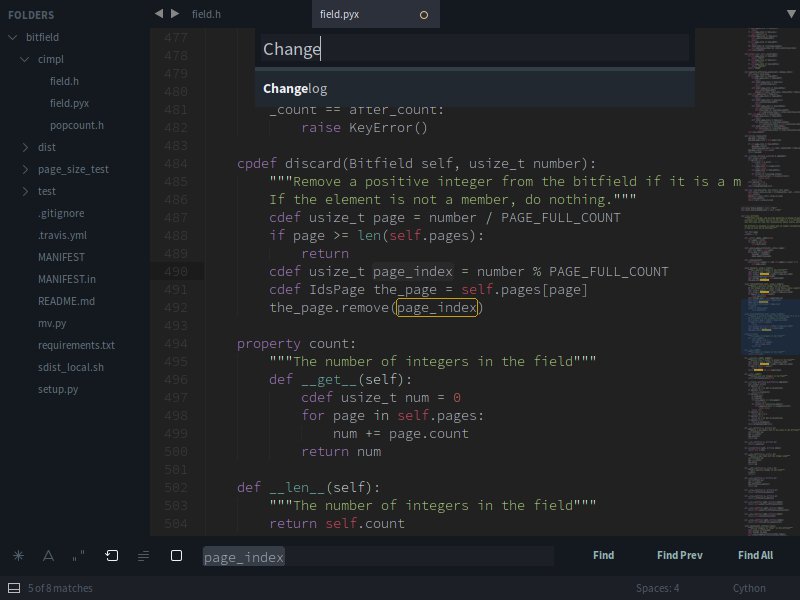 FOLDERS
bitfield
cimpl
field.h
field.pyx
popcount.h
dist
page_size_test
test
.gitignore
.travis.yml
MANIFEST
MANIFEST.in
README.md
mv.py
requirements.txt
sdist_local.sh
setup.py
field.h
field.pyx
Change
Changelog
477
478
479
480
481 _count == after_count:
482 raise KeyError()
483
484 cpdef discard(Bitfield self, usize_t number):
485 """Remove a positive integer from the bitfield if it is a m
486 If the element is not a member, do nothing."""
487 cdef usize_t page = number / PAGE_FULL_COUNT
488 if page >= len(self.pages):
489 return
490 cdef usize_t page_index = number % PAGE_FULL_COUNT
491 cdef IdsPage the_page = self.pages[page]
492 the_page.remove(page_index)
493
494 property count:
495 """The number of integers in the field"""
496 def __get__(self):
497 cdef usize_t num = 0
498 for page in self.pages:
499 num += page.count
500 return num
501
502 def __len__(self):
503 """The number of integers in the field"""
504 return self.count
page_index
Find
Find Prev
Find All
5 of 8 matches
Spaces: 4
Cython